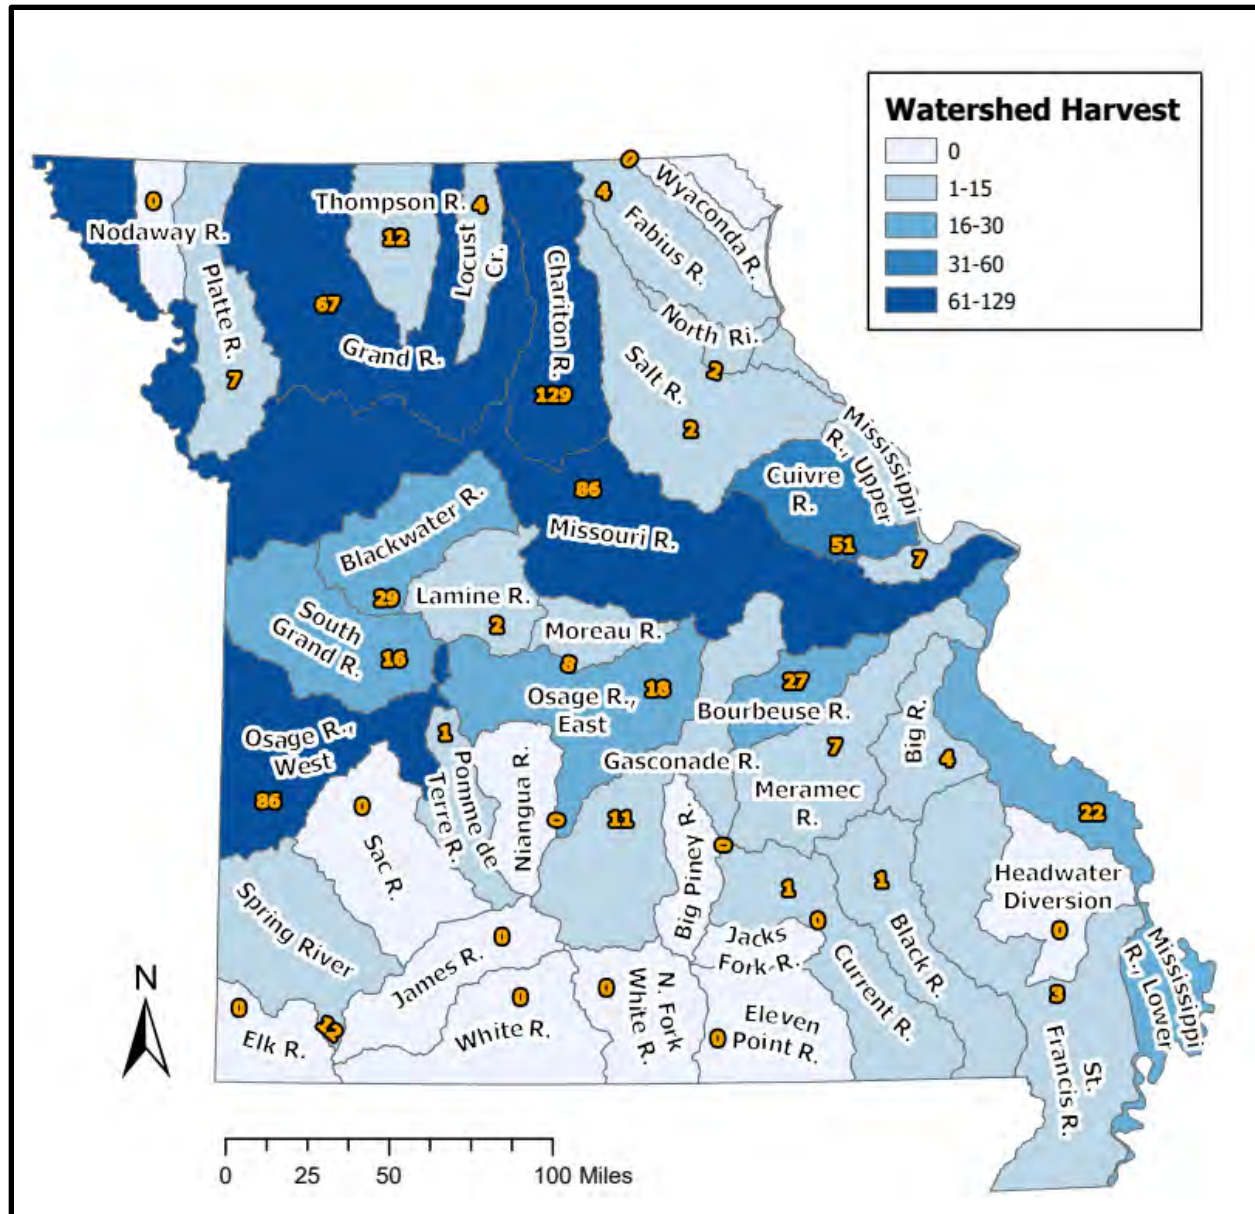 Watershed Harvest
0
1-15
16-30
31-60
61-129
0
Nodaway R.
Platte R.
7
67
Grand R.
Thompson R.
12
4
Locust
Cr.
Chariton R.
129
4
Fabius R.
0
Wyaconda R.
North Ri.
2
Salt R.
2
Mississippi
R., Upper
7
Cuivre
R.
51
86
Missouri R.
Blackwater R.
29
Lamine R.
2
South
Grand R.
16
Moreau R.
8
Osage R.,
East
18
27
Bourbeuse R.
Gasconade R.
11
7
Meramec
R.
Big R.
4
22
Osage R.,
West
86
1
Pomme de
Terre R.
0
Sac R.
Niangua R.
0
Big Piney R.
0
1
Current R.
1
Black R.
Headwater
Diversion
0
Spring River
12
James R.
0
0
White R.
0
N. Fork
White R.
Jacks
Fork R.
0
Eleven
Point R.
0
0
Elk R.
3
St.
Francis R.
Mississippi
R., Lower
N
0 25 50 100 Miles